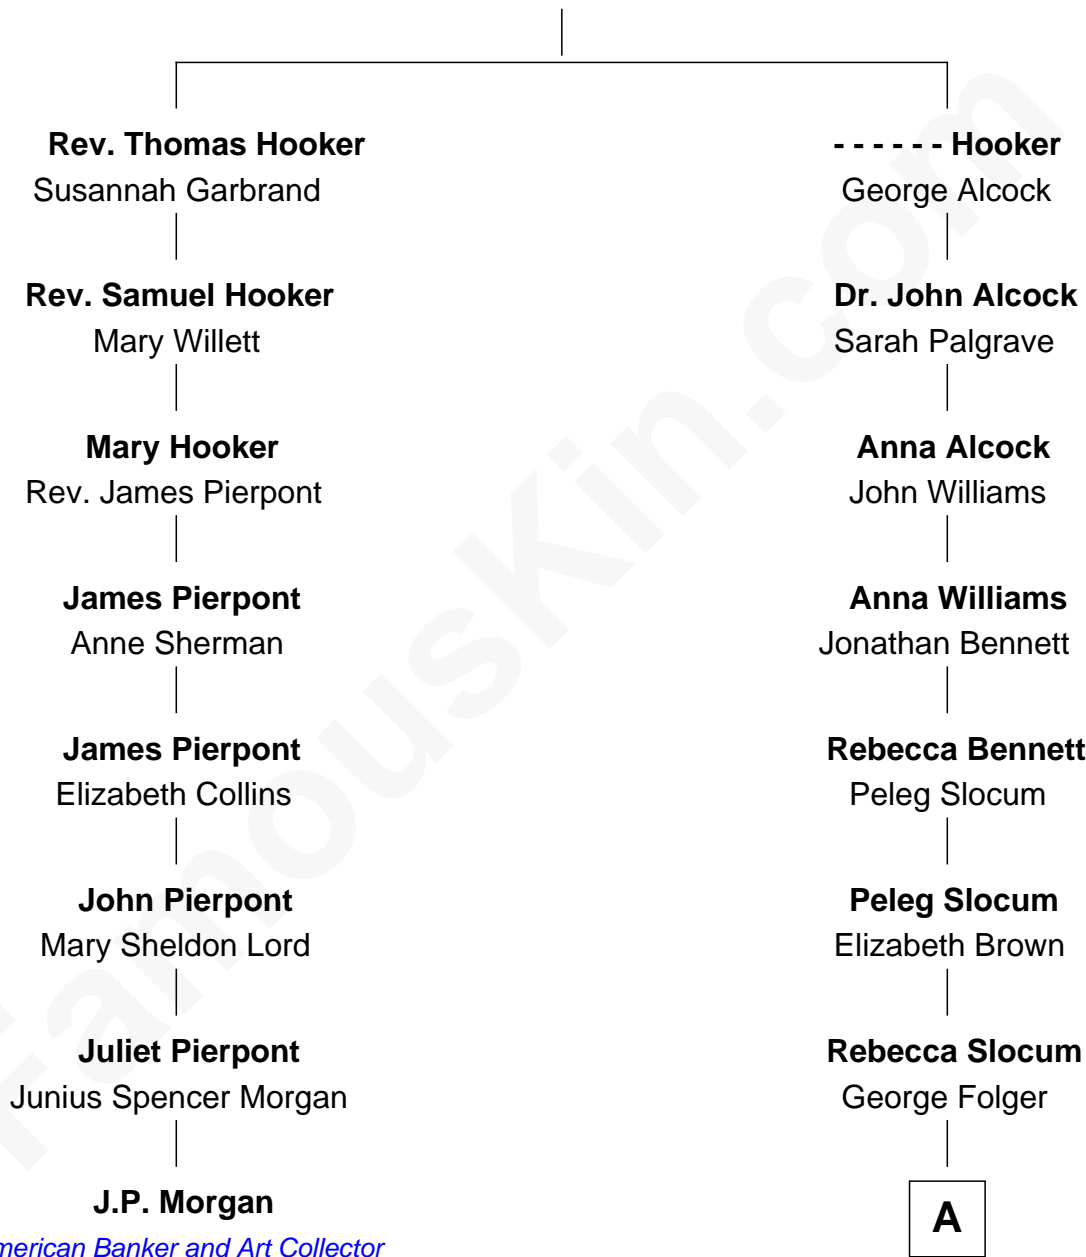 Rev. Thomas Hooker
Susannah Garbrand
Rev. Samuel Hooker
Mary Willett
Mary Hooker
Rev. James Pierpont
James Pierpont
Anne Sherman
James Pierpont
Elizabeth Collins
John Pierpont
Mary Sheldon Lord
Juliet Pierpont
Junius Spencer Morgan
J.P. Morgan
merican Banker and Art Collector
- - - - - - Hooker
George Alcock
Dr. John Alcock
Sarah Palgrave
Anna Alcock
John Williams
Anna Williams
Jonathan Bennett
Rebecca Bennett
Peleg Slocum
Peleg Slocum
Elizabeth Brown
Rebecca Slocum
George Folger
A
FamousKin.com